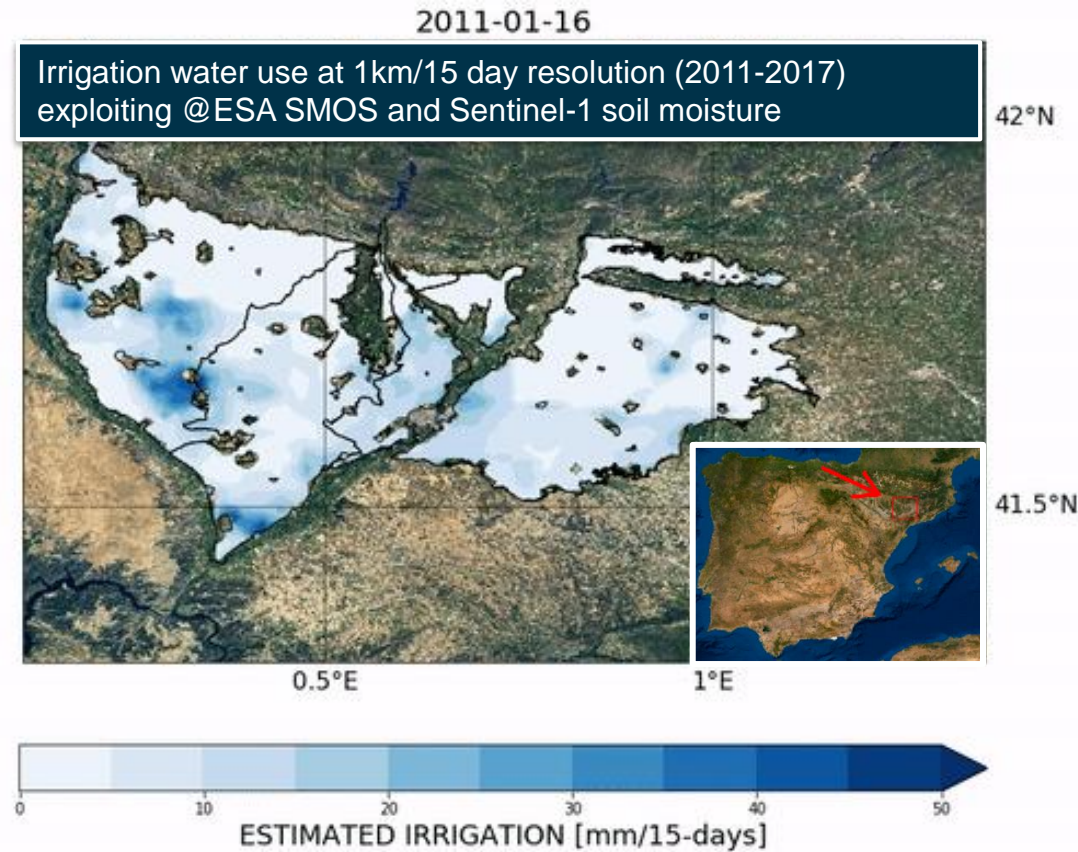 2011-01-16
Irrigation water use at 1km/15 day resolution (2011-2017)
exploiting @ESA SMOS and Sentinel-1 soil moisture
42°N
41.5°N
0.5°E 1°E
0 10 20 30 40 50
ESTIMATED IRRIGATION [mm/15-days]